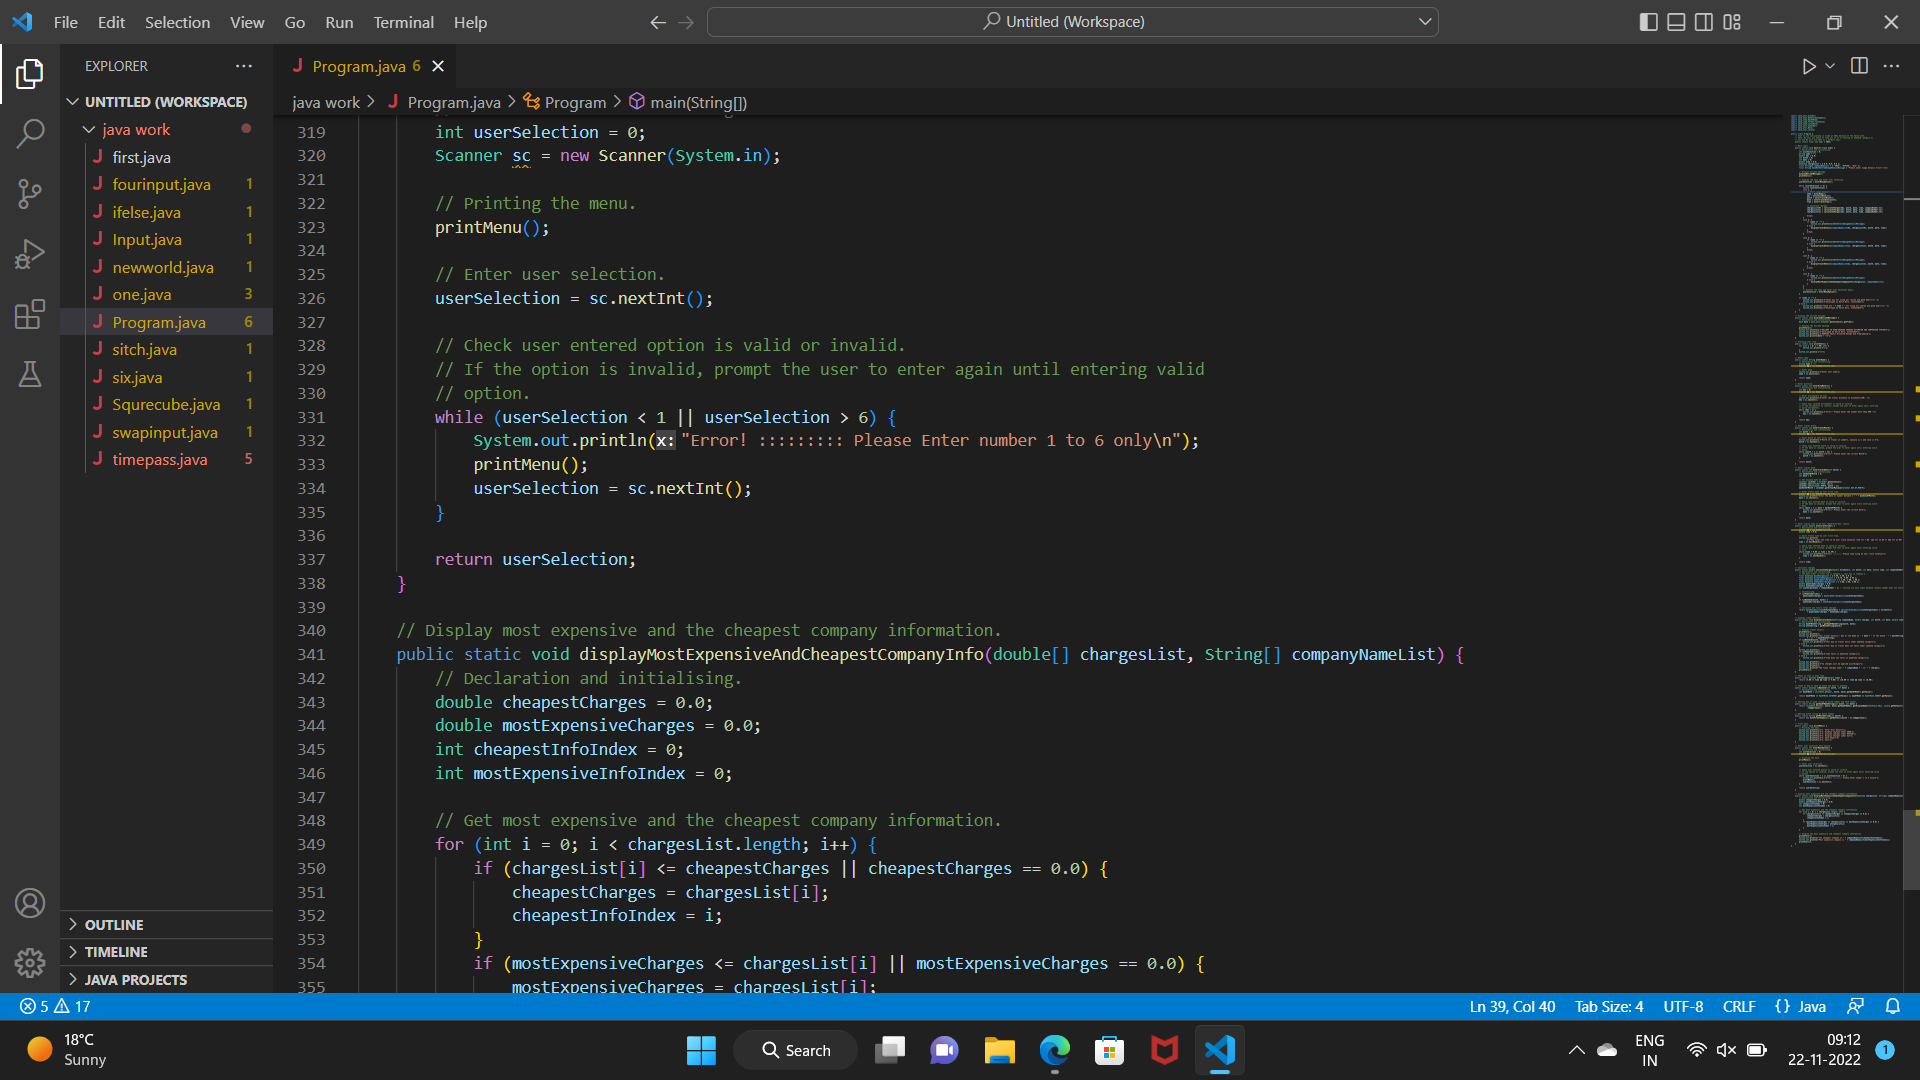 File Edit Selection View Go Run Terminal Help
Untitled (Workspace)
EXPLORER
Program.java 6
UNTITLED (WORKSPACE)
java work > J Program.java > Program > main(String[])
java work
J first.java
J fourinput.java 1
J ifelse.java 1
J Input.java 1
J newworld.java 1
J one.java 3
J Program.java 6
J sitch.java 1
J six.java 1
J Squrecube.java 1
J swapinput.java 1
J timepass.java 5
OUTLINE
TIMELINE
JAVA PROJECTS
319 int userSelection = 0;
320 Scanner sc = new Scanner(System.in);
321
322 // Printing the menu.
323 printMenu();
324
325 // Enter user selection.
326 userSelection = sc.nextInt();
327
328 // Check user entered option is valid or invalid.
329 // If the option is invalid, prompt the user to enter again until entering valid
330 // option.
331 while (userSelection < 1 || userSelection > 6) {
332 System.out.println(x: "Error! ::::::::: Please Enter number 1 to 6 only\n");
333 printMenu();
334 userSelection = sc.nextInt();
335 }
336
337 return userSelection;
338 }
339
340 // Display most expensive and the cheapest company information.
341 public static void displayMostExpensiveAndCheapestCompanyInfo(double[] chargesList, String[] companyNameList) {
342 // Declaration and initialising.
343 double cheapestCharges = 0.0;
344 double mostExpensiveCharges = 0.0;
345 int cheapestInfoIndex = 0;
346 int mostExpensiveInfoIndex = 0;
347
348 // Get most expensive and the cheapest company information.
349 for (int i = 0; i < chargesList.length; i++) {
350 if (chargesList[i] <= cheapestCharges || cheapestCharges == 0.0) {
351 cheapestCharges = chargesList[i];
352 cheapestInfoIndex = i;
353 }
354 if (mostExpensiveCharges <= chargesList[i] || mostExpensiveCharges == 0.0) {
355 mostExpensiveCharges = chargesList[i];
5 17
Ln 39, Col 40 Tab Size: 4 UTF-8 CRLF {} Java
18°C
Sunny
Search
ENG
IN
09:12
22-11-2022
1